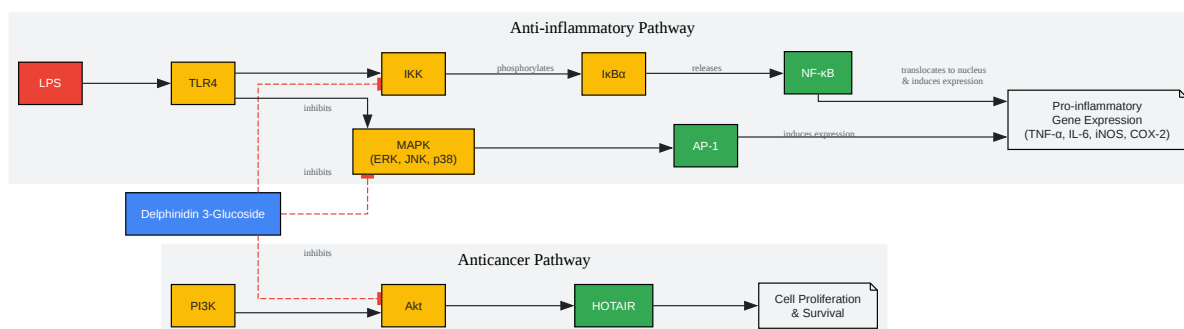 Anti-inflammatory Pathway
LPS
TLR4
IKK
phosphorylates
IκBα
releases
NF-κB
translocates to nucleus
& induces expression
inhibits
MAPK
(ERK, JNK, p38)
AP-1
induces expression
Pro-inflammatory
Gene Expression
(TNF-α, IL-6, iNOS, COX-2)
inhibits
Delphinidin 3-Glucoside
inhibits
Anticancer Pathway
PI3K
Akt
HOTAIR
Cell Proliferation
& Survival